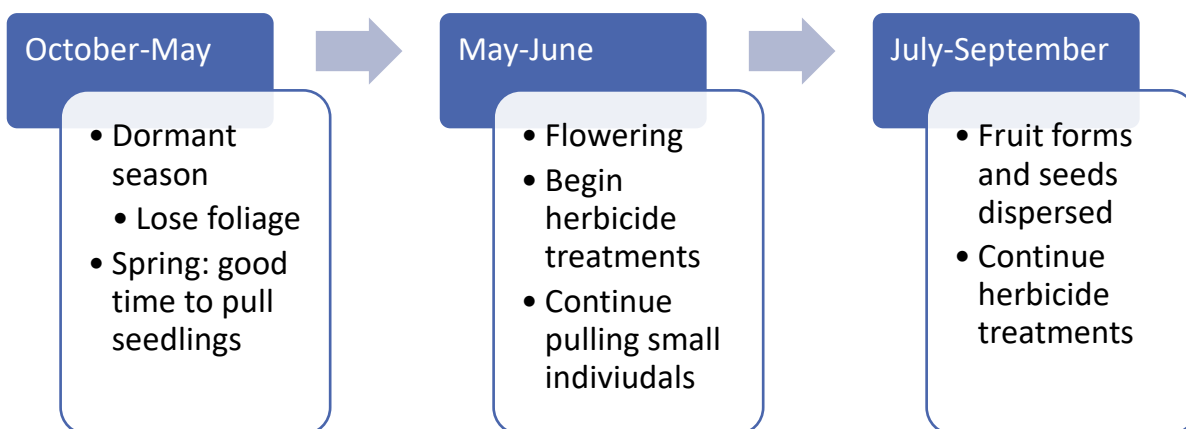 October-May
• Dormant
season
• Lose foliage
• Spring: good
time to pull
seedlings
May-June
• Flowering
• Begin
herbicide
treatments
• Continue
pulling small
indiviudals
July-September
• Fruit forms
and seeds
dispersed
• Continue
herbicide
treatments